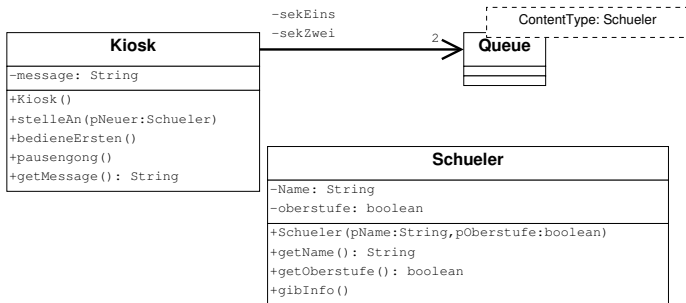 -sekEins
-sekZwei
2
ContentType: Schueler
Kiosk
Queue
-message: String
+Kiosk()
+stelleAn(pNeuer:Schueler)
+bedieneErsten()
+pausengong()
+getMessage(): String
Schueler
-Name: String
-oberstufe: boolean
+Schueler(pName:String,pOberstufe:boolean)
+getName(): String
+getOberstufe(): boolean
+gibInfo()